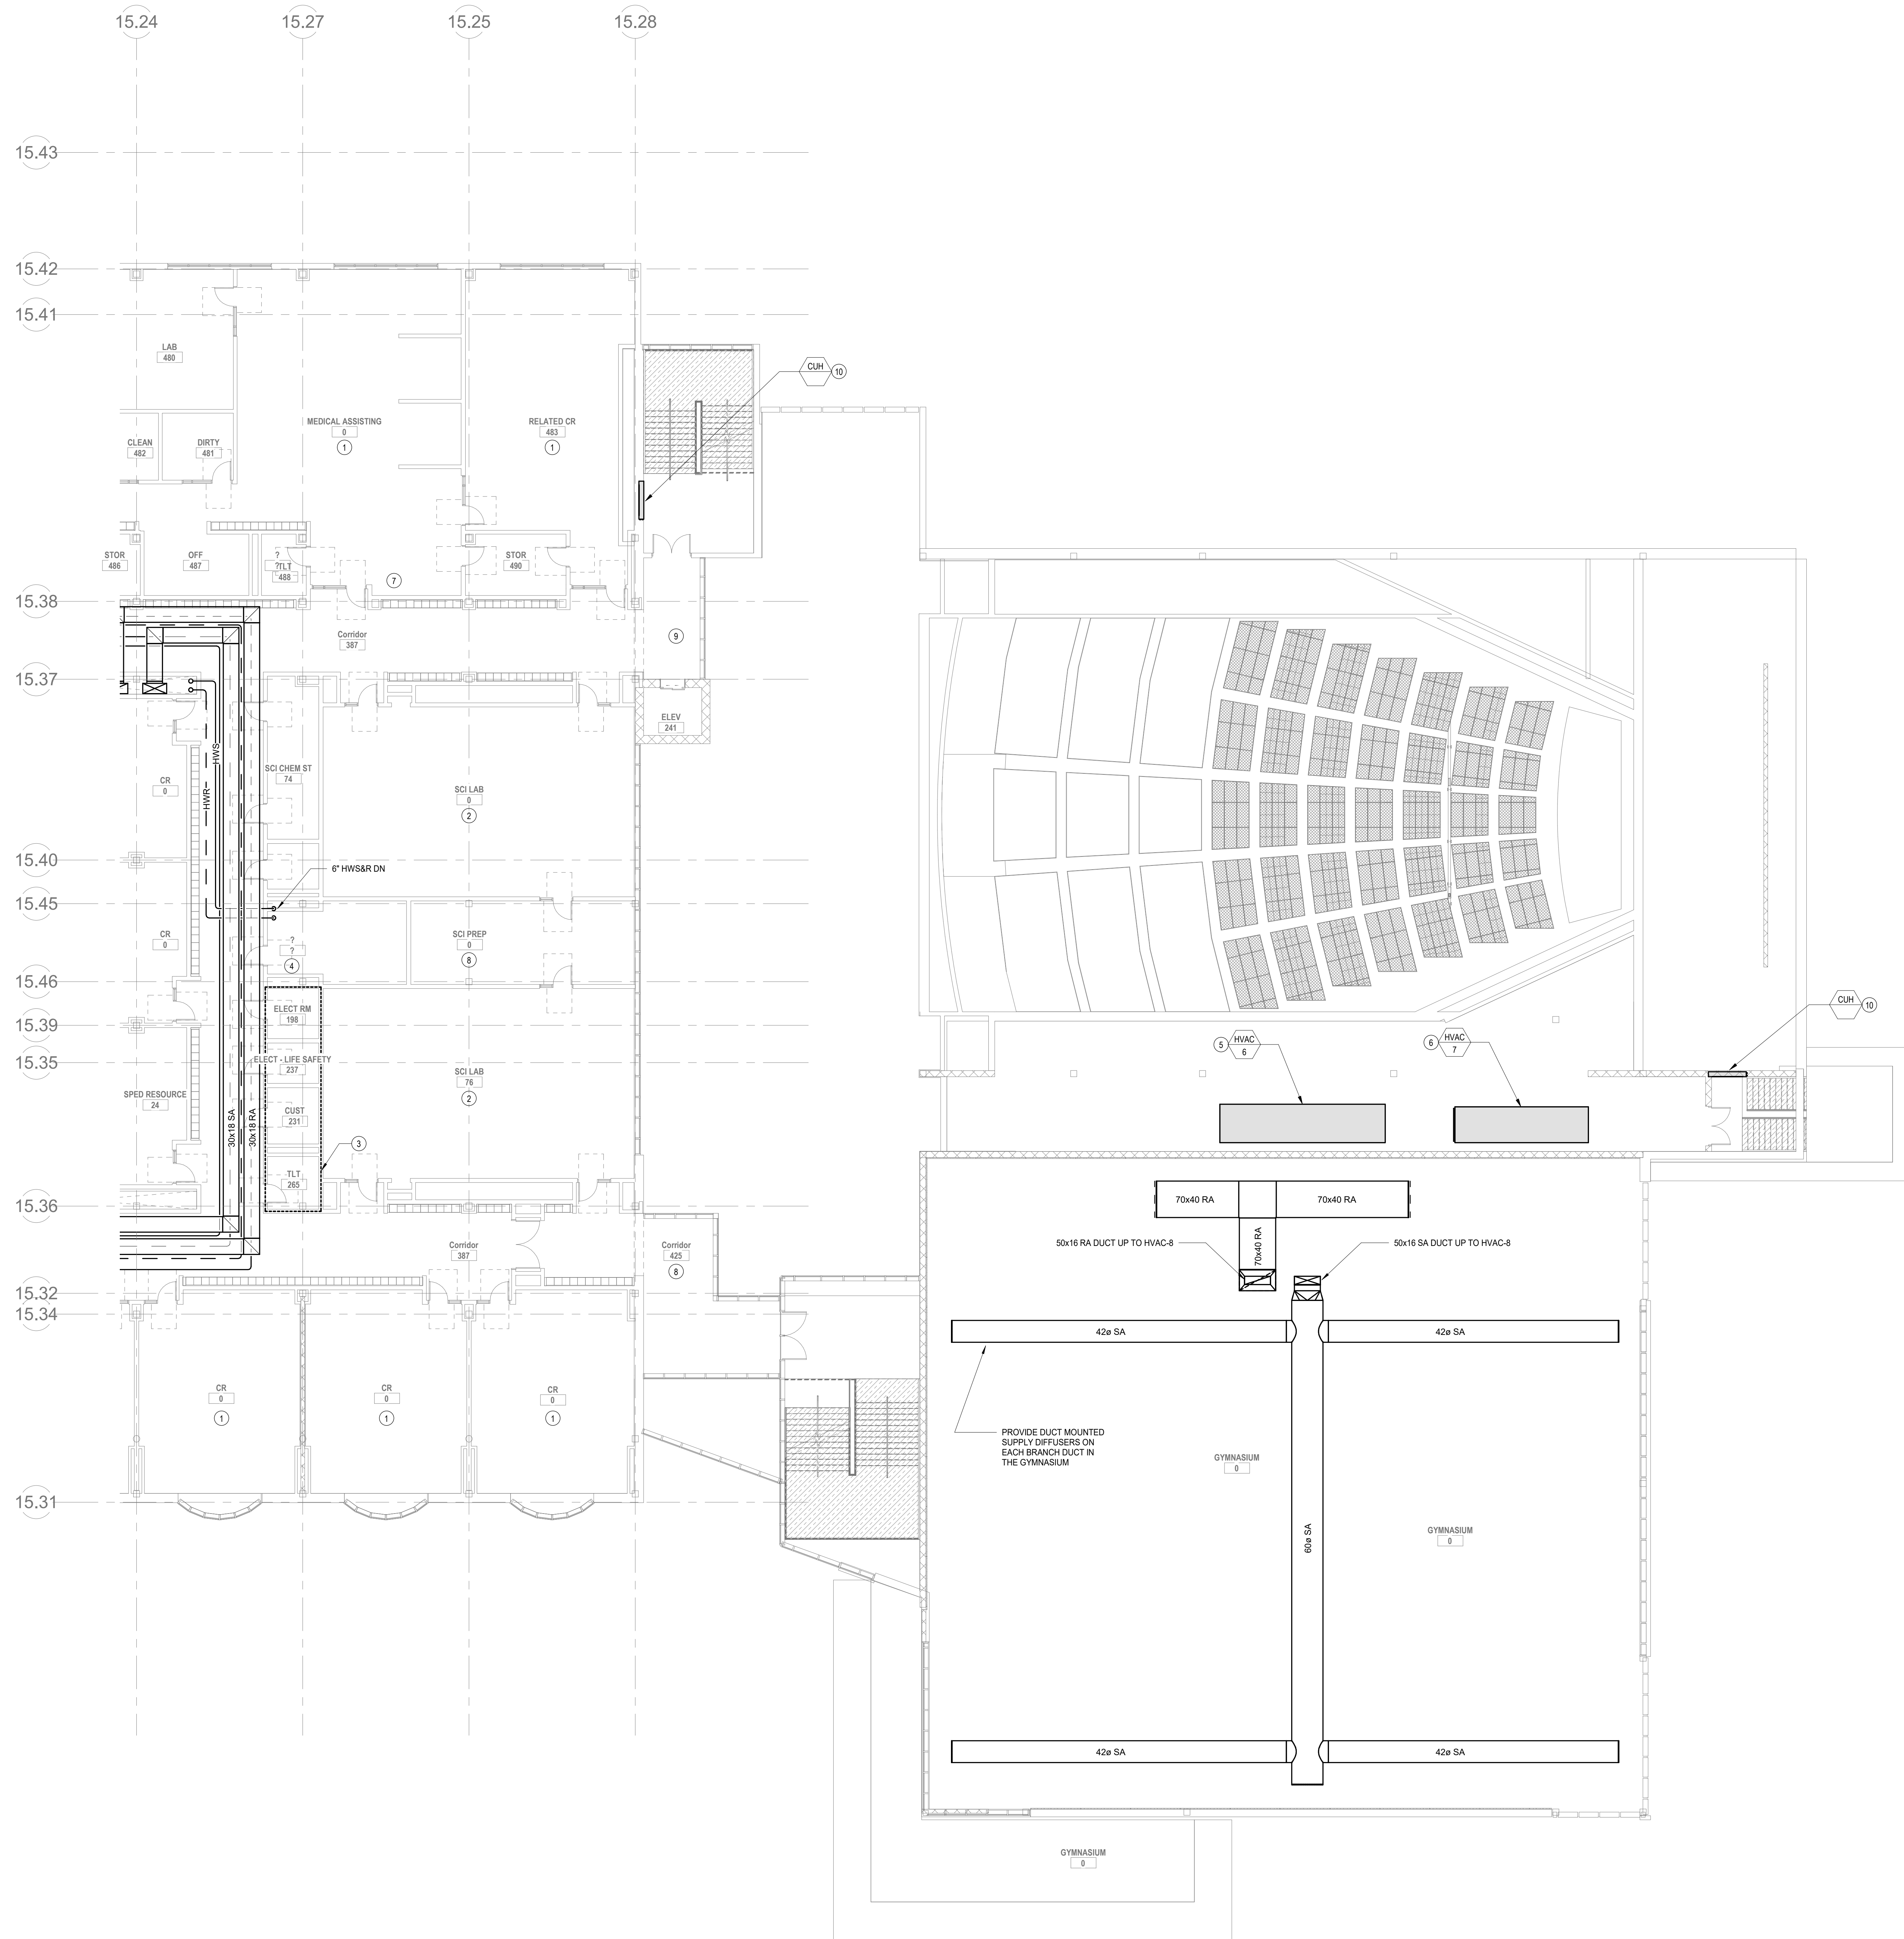 15.24
15.27
15.25
15.28
15.43
15.42
15.41
LAB
480
CUH
10
MEDICAL ASSISTING
0
1
RELATED CR
483
1
CLEAN
482
DIRTY
481
STOR
486
OFF
487
?
?
TLT
488
STOR
490
7
15.38
Corridor
387
9
15.37
ELEV
241
HWS
HWR
SCI CHEM ST
74
CR
0
SCI LAB
0
2
15.40
6" HWS&R DN
15.45
CR
0
?
?
4
SCI PREP
0
8
15.46
ELECT RM
198
15.39
CUH
10
5
HVAC
6
6
HVAC
7
15.35
ELECT - LIFE SAFETY
237
SCI LAB
76
2
SPED RESOURCE
24
30x18 SA
30x18 RA
CUST
231
3
TLT
265
15.36
70x40 RA
70x40 RA
70x40 RA
Corridor
387
Corridor
425
8
50x16 RA DUCT UP TO HVAC-8
50x16 SA DUCT UP TO HVAC-8
15.32
15.34
42ø SA
42ø SA
CR
0
1
CR
0
1
CR
0
1
PROVIDE DUCT MOUNTED
SUPPLY DIFFUSERS ON
EACH BRANCH DUCT IN
THE GYMNASIUM
GYMNASIUM
0
15.31
60ø SA
GYMNASIUM
0
42ø SA
42ø SA
GYMNASIUM
0